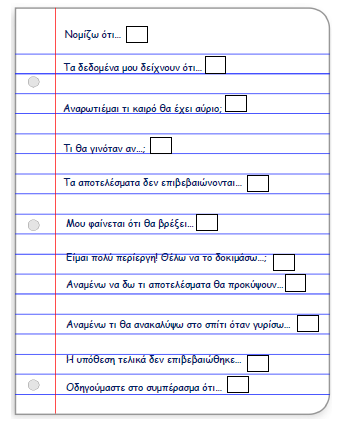 Νομίζω ότι...
Τα δεδομένα μου δείχνουν ότι...
Αναρωτιέμαι τι καιρό θα έχει αύριο;
Τι θα γινόταν αν...;
Τα αποτελέσματα δεν επιβεβαιώνονται...
Μου φαίνεται ότι θα βρέξει...
Είμαι πολύ περίεργη! Θέλω να το δοκιμάσω...;
Αναμένω να δω τι αποτελέσματα θα προκύψουν...
Αναμένω τι θα ανακαλύψω στο σπίτι όταν γυρίσω...
Η υπόθεση τελικά δεν επιβεβαιώθηκε...
Οδηγούμαστε στο συμπέρασμα ότι...